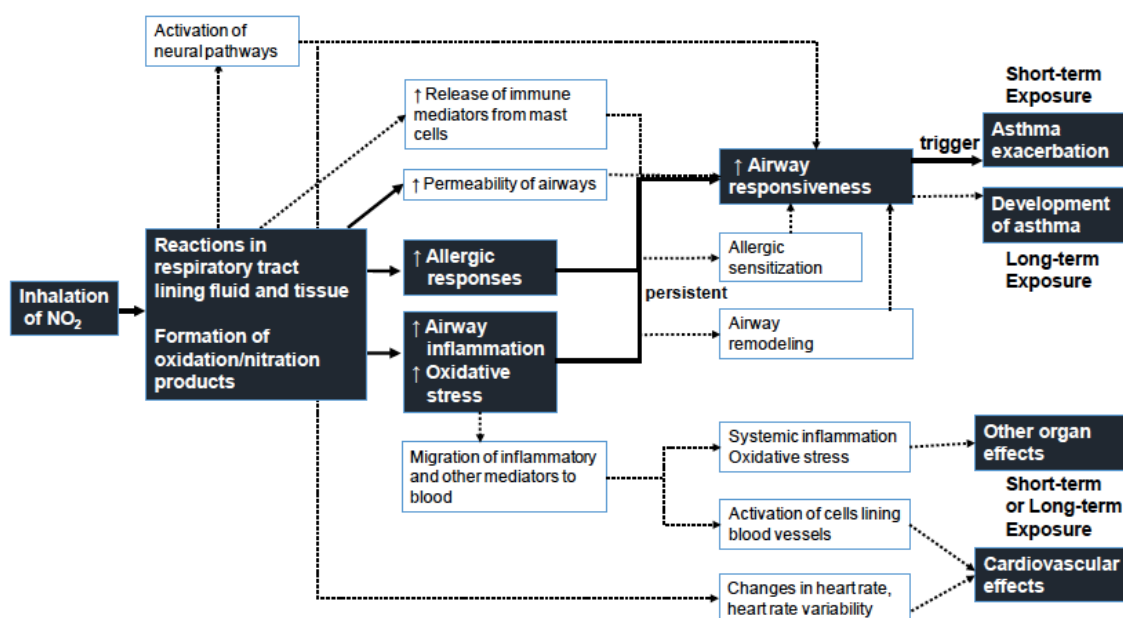 Activation of
neural pathways
↑ Release of immune
mediators from mast
cells
↑ Permeability of airways
Short-term
Exposure
Asthma
exacerbation
trigger
↑ Airway
responsiveness
Development
of asthma
Long-term
Exposure
Inhalation
of NO₂
Reactions in
respiratory tract
lining fluid and tissue
Formation of
oxidation/nitration
products
↑ Allergic
responses
↑ Airway
inflammation
↑ Oxidative
stress
persistent
Allergic
sensitization
Airway
remodeling
Migration of inflammatory
and other mediators to
blood
Systemic inflammation
Oxidative stress
Activation of cells lining
blood vessels
Changes in heart rate,
heart rate variability
Other organ
effects
Short-term
or Long-term
Exposure
Cardiovascular
effects